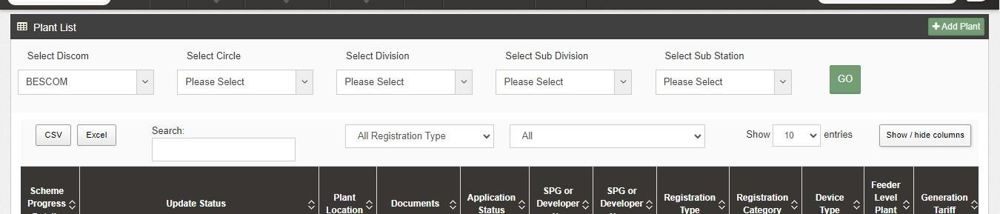 Plant List
Add Plant
Select Discom Select Circle Select Division Select Sub Division Select Sub Station
BESCOM Please Select Please Select Please Select Please Select GO
CSV Excel Search: All Registration Type All Show 10 entries Show / hide columns
Scheme Progress
Update Status
Plant Location
Documents
Application Status
SPG or Developer
SPG or Developer
Registration Type
Registration Category
Device Type
Feeder Level Plant
Generation Tariff